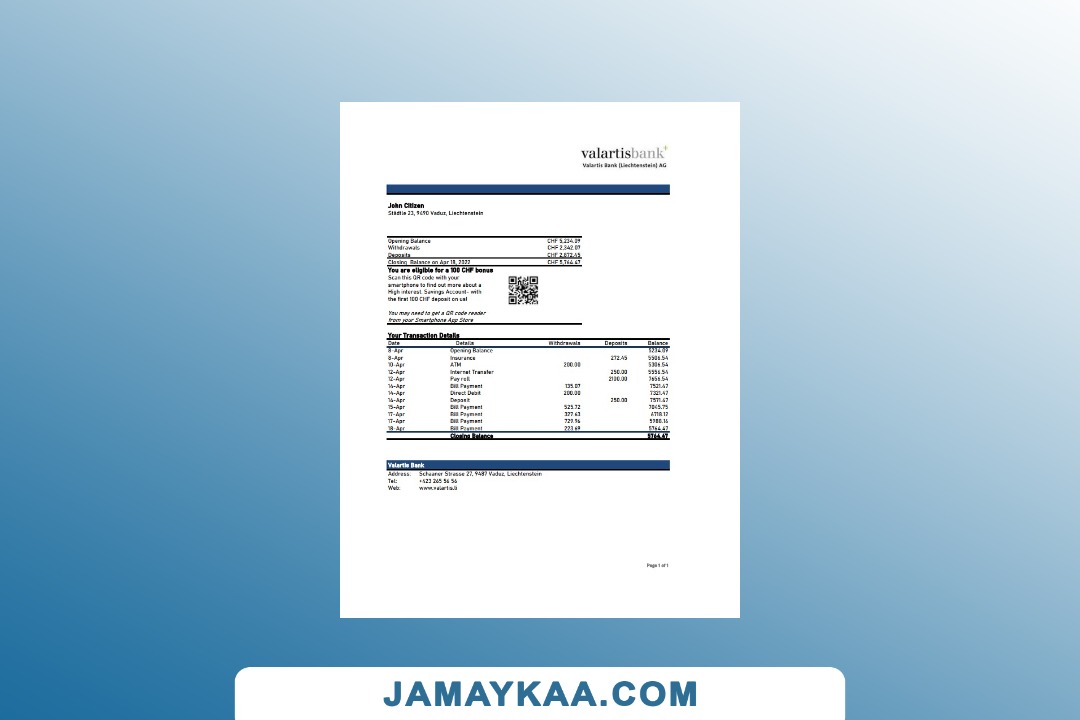 valartisbank+
Valartis Bank (Liechtenstein) AG
John Citizen
Städtle 23, 9490 Vaduz, Liechtenstein
Opening Balance CHF 5,234.09
Withdrawals CHF 2,342.07
Deposits CHF 2,872.45
Closing Balance on Apr 18, 2022 CHF 5,764.47
You are eligible for a 100 CHF bonus
Scan this QR code with your
smartphone to find out more about a
High interest, Savings Account- with
the first 100 CHF deposit on us!
You may need to get a QR code reader
from your Smartphone App Store
Your Transaction Details
Date Details Withdrawals Deposits Balance
8-Apr Opening Balance 5234.09
8-Apr Insurance 272.45 5506.54
10-Apr ATM 200.00 5306.54
12-Apr Internet Transfer 250.00 5556.54
12-Apr Pay roll 2100.00 7656.54
14-Apr Bill Payment 135.07 7521.47
14-Apr Direct Debit 200.00 7321.47
14-Apr Deposit 250.00 7571.47
15-Apr Bill Payment 525.72 7045.75
17-Apr Bill Payment 327.63 6718.12
17-Apr Bill Payment 729.96 5988.16
18-Apr Bill Payment 223.69 5764.47
Closing Balance 5764.47
Valartis Bank
Address: Schaaner Strasse 27, 9487 Vaduz, Liechtenstein
Tel: +423 265 56 56
Web: www.valartis.li
Page 1 of 1
JAMAYKAA.COM